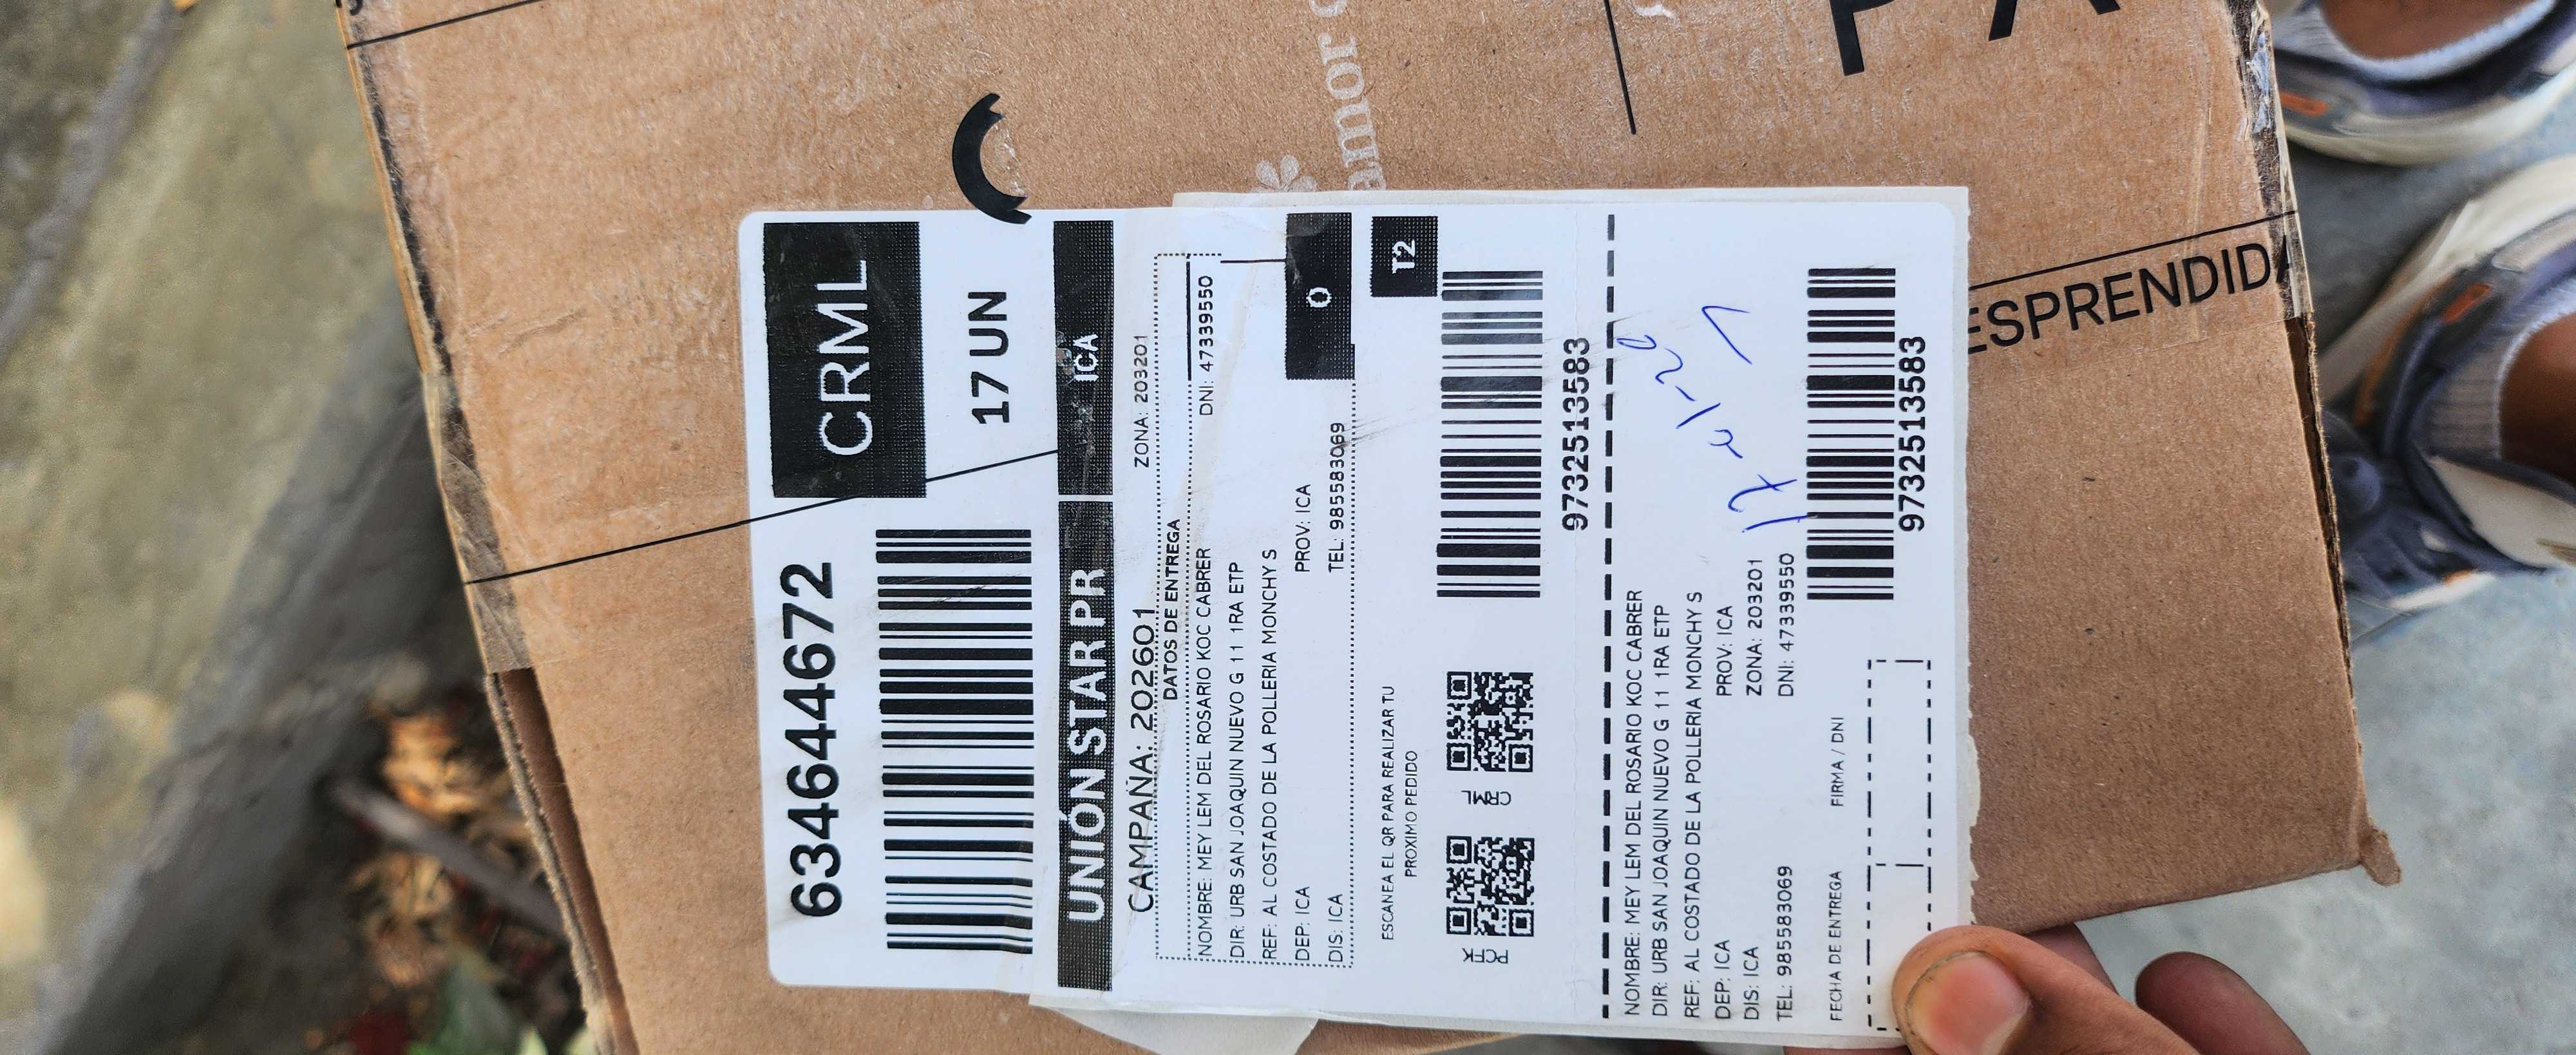 6346444672
CRML
17 UN
UNIÓN STAR PR
ICA
CAMPAÑA: 202601
ZONA: 203201
DATOS DE ENTREGA
NOMBRE: MEY LEM DEL ROSARIO KOC CABRER
DNI: 47339550
DIR: URB SAN JOAQUIN NUEVO G 11 1RA ETP
REF: AL COSTADO DE LA POLLERIA MONCHY S
DEP: ICA
PROV: ICA
DIS: ICA
TEL: 985583069
0
T2
ESCANEA EL QR PARA REALIZAR TU
PROXIMO PEDIDO
CRML
9732513583
NOMBRE: MEY LEM DEL ROSARIO KOC CABRER
DIR: URB SAN JOAQUIN NUEVO G 11 1RA ETP
REF: AL COSTADO DE LA POLLERIA MONCHY S
DEP: ICA
PROV: ICA
DIS: ICA
ZONA: 203201
TEL: 985583069
DNI: 47339550
FECHA DE ENTREGA
FIRMA / DNI
9732513583
amor
PA
ESPRENDIDA